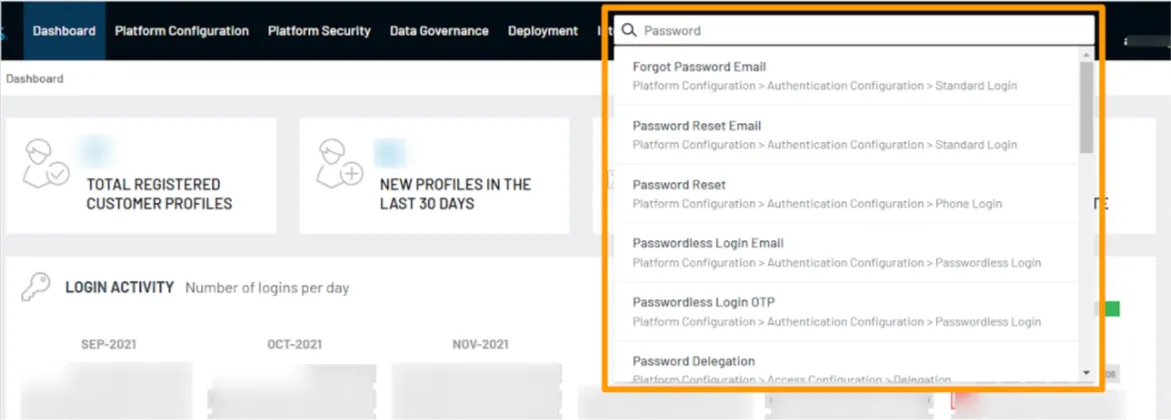 Dashboard Platform Configuration Platform Security Data Governance Deployment
Password
Forgot Password Email
Platform Configuration > Authentication Configuration > Standard Login
Password Reset Email
Platform Configuration > Authentication Configuration > Standard Login
Password Reset
Platform Configuration > Authentication Configuration > Phone Login
Passwordless Login Email
Platform Configuration > Authentication Configuration > Passwordless Login
Passwordless Login OTP
Platform Configuration > Authentication Configuration > Passwordless Login
Password Delegation
Platform Configuration > Access Configuration > Delegation
Dashboard
TOTAL REGISTERED
CUSTOMER PROFILES
NEW PROFILES IN THE
LAST 30 DAYS
LOGIN ACTIVITY Number of logins per day
SEP-2021 OCT-2021 NOV-2021